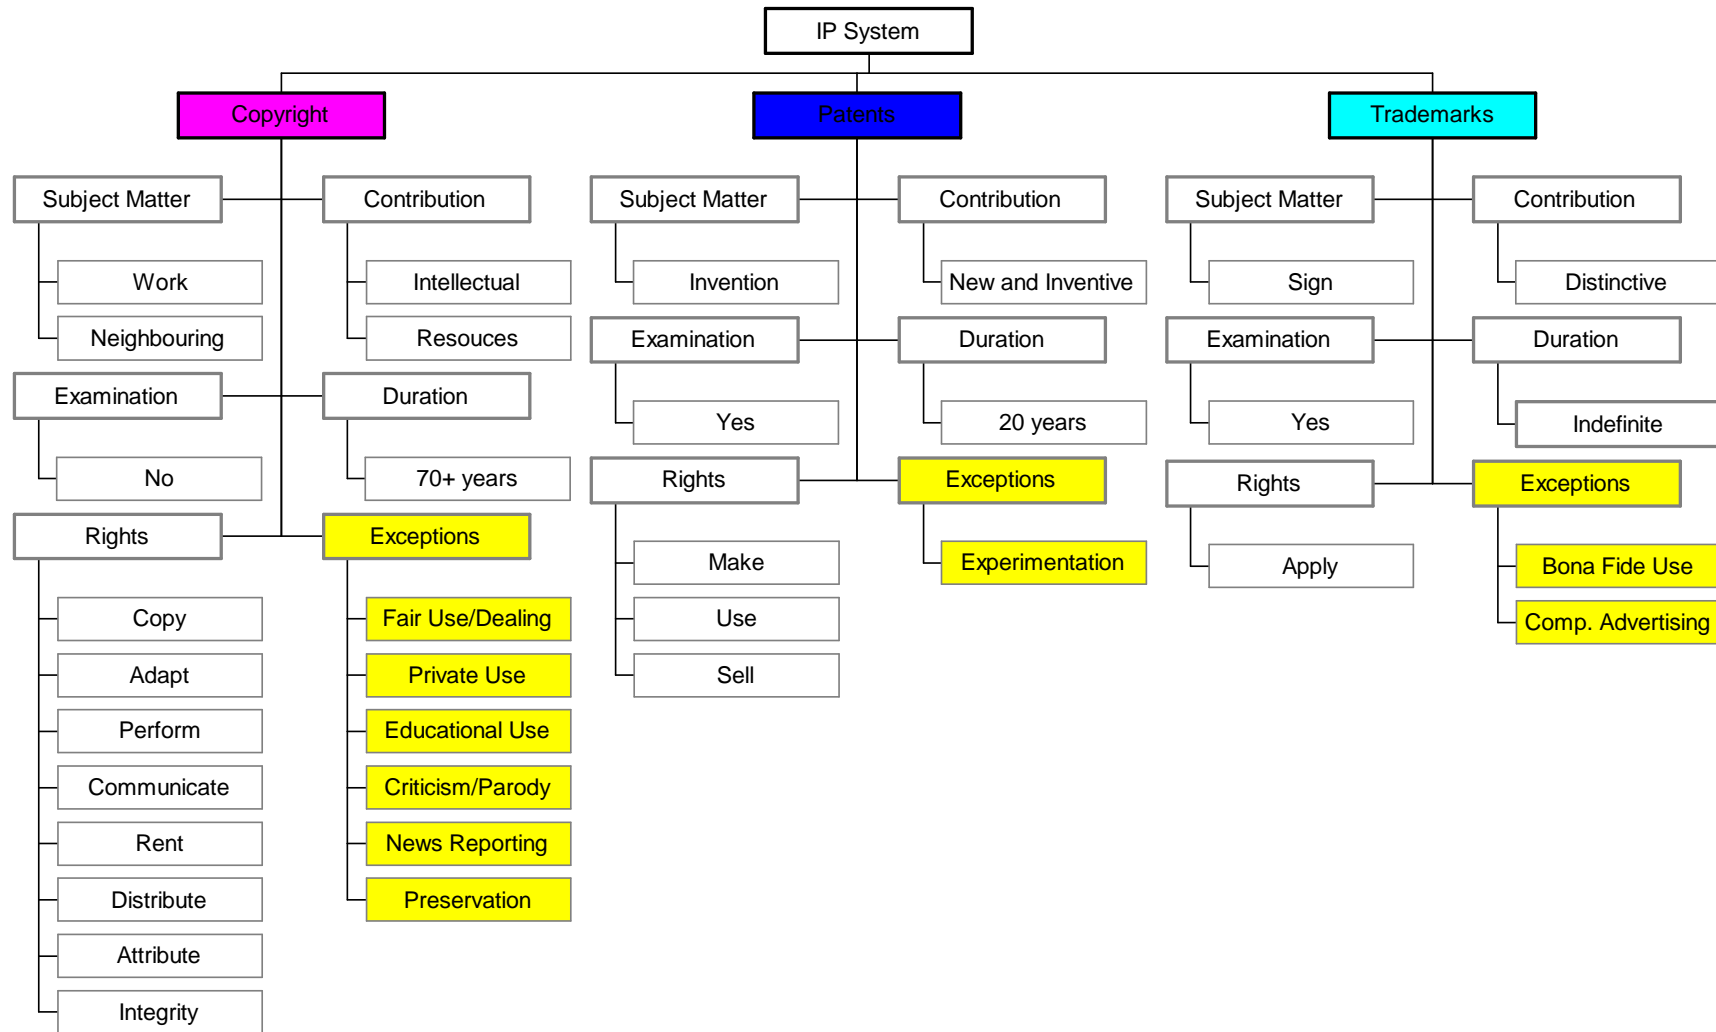 IP System
Copyright
Patents
Trademarks
Subject Matter
Contribution
Work
Intellectual
Neighbouring
Resouces
Examination
Duration
No
70+ years
Rights
Exceptions
Copy
Fair Use/Dealing
Adapt
Private Use
Perform
Educational Use
Communicate
Criticism/Parody
Rent
News Reporting
Distribute
Preservation
Attribute
Integrity
Subject Matter
Contribution
Invention
New and Inventive
Examination
Duration
Yes
20 years
Rights
Exceptions
Make
Experimentation
Use
Sell
Subject Matter
Contribution
Sign
Distinctive
Examination
Duration
Yes
Indefinite
Rights
Exceptions
Apply
Bona Fide Use
Comp. Advertising